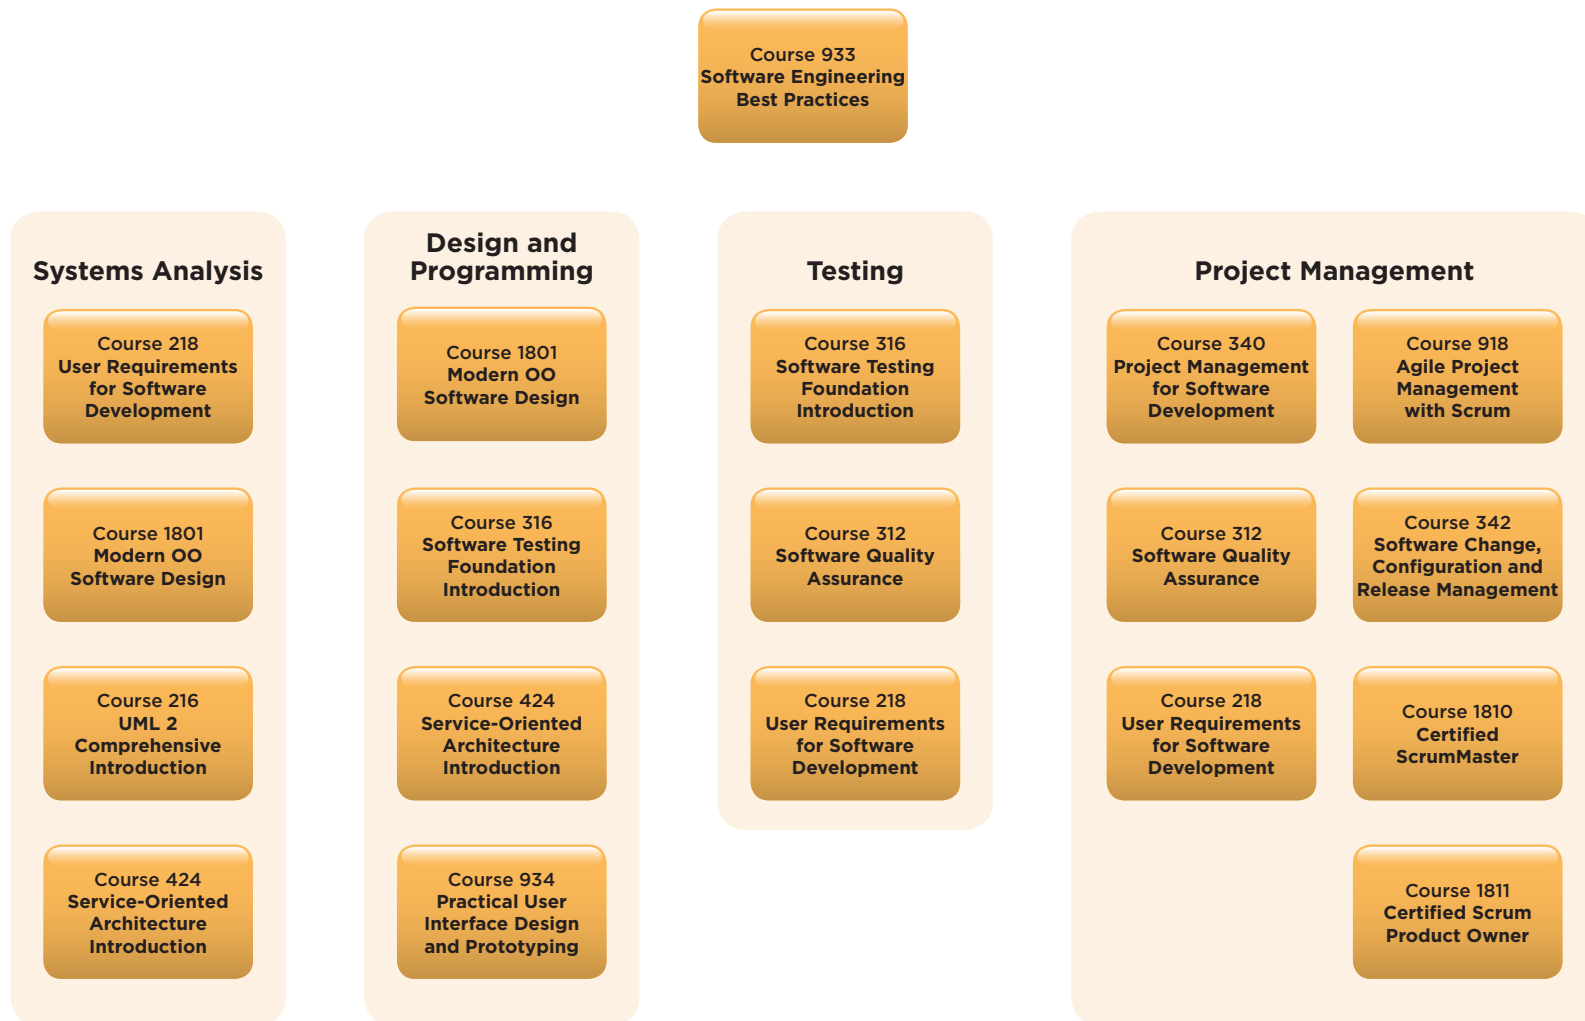 Course 933
Software Engineering
Best Practices
Systems Analysis
Course 218
User Requirements
for Software
Development
Course 1801
Modern OO
Software Design
Course 216
UML 2
Comprehensive
Introduction
Course 424
Service-Oriented
Architecture
Introduction
Design and
Programming
Course 1801
Modern OO
Software Design
Course 316
Software Testing
Foundation
Introduction
Course 424
Service-Oriented
Architecture
Introduction
Course 934
Practical User
Interface Design
and Prototyping
Testing
Course 316
Software Testing
Foundation
Introduction
Course 312
Software Quality
Assurance
Course 218
User Requirements
for Software
Development
Project Management
Course 340
Project Management
for Software
Development
Course 312
Software Quality
Assurance
Course 218
User Requirements
for Software
Development
Course 918
Agile Project
Management
with Scrum
Course 342
Software Change,
Configuration and
Release Management
Course 1810
Certified
ScrumMaster
Course 1811
Certified Scrum
Product Owner